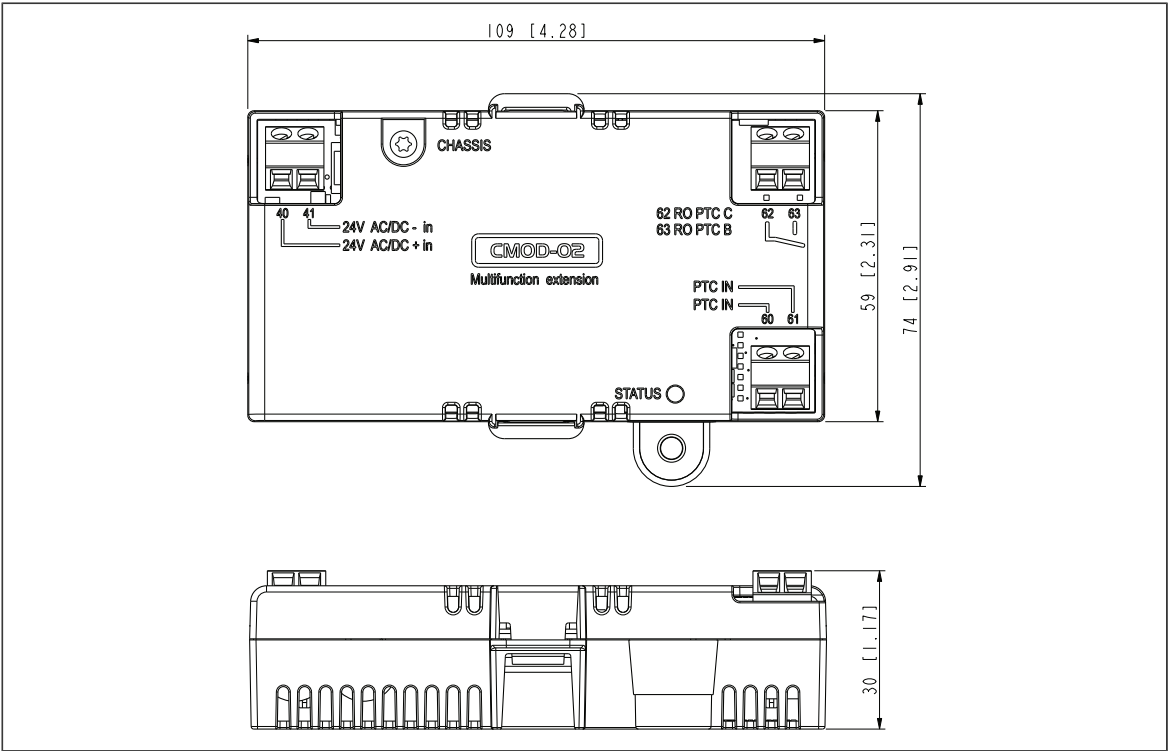 109 [4.28]
CHASSIS
40 41
24V AC/DC - in
24V AC/DC + in
62 RO PTC C
63 RO PTC B
62 63
CMOD-02
Multifunction extension
PTC IN
PTC IN
60 61
STATUS
59 [2.31]
74 [2.91]
30 [1.17]